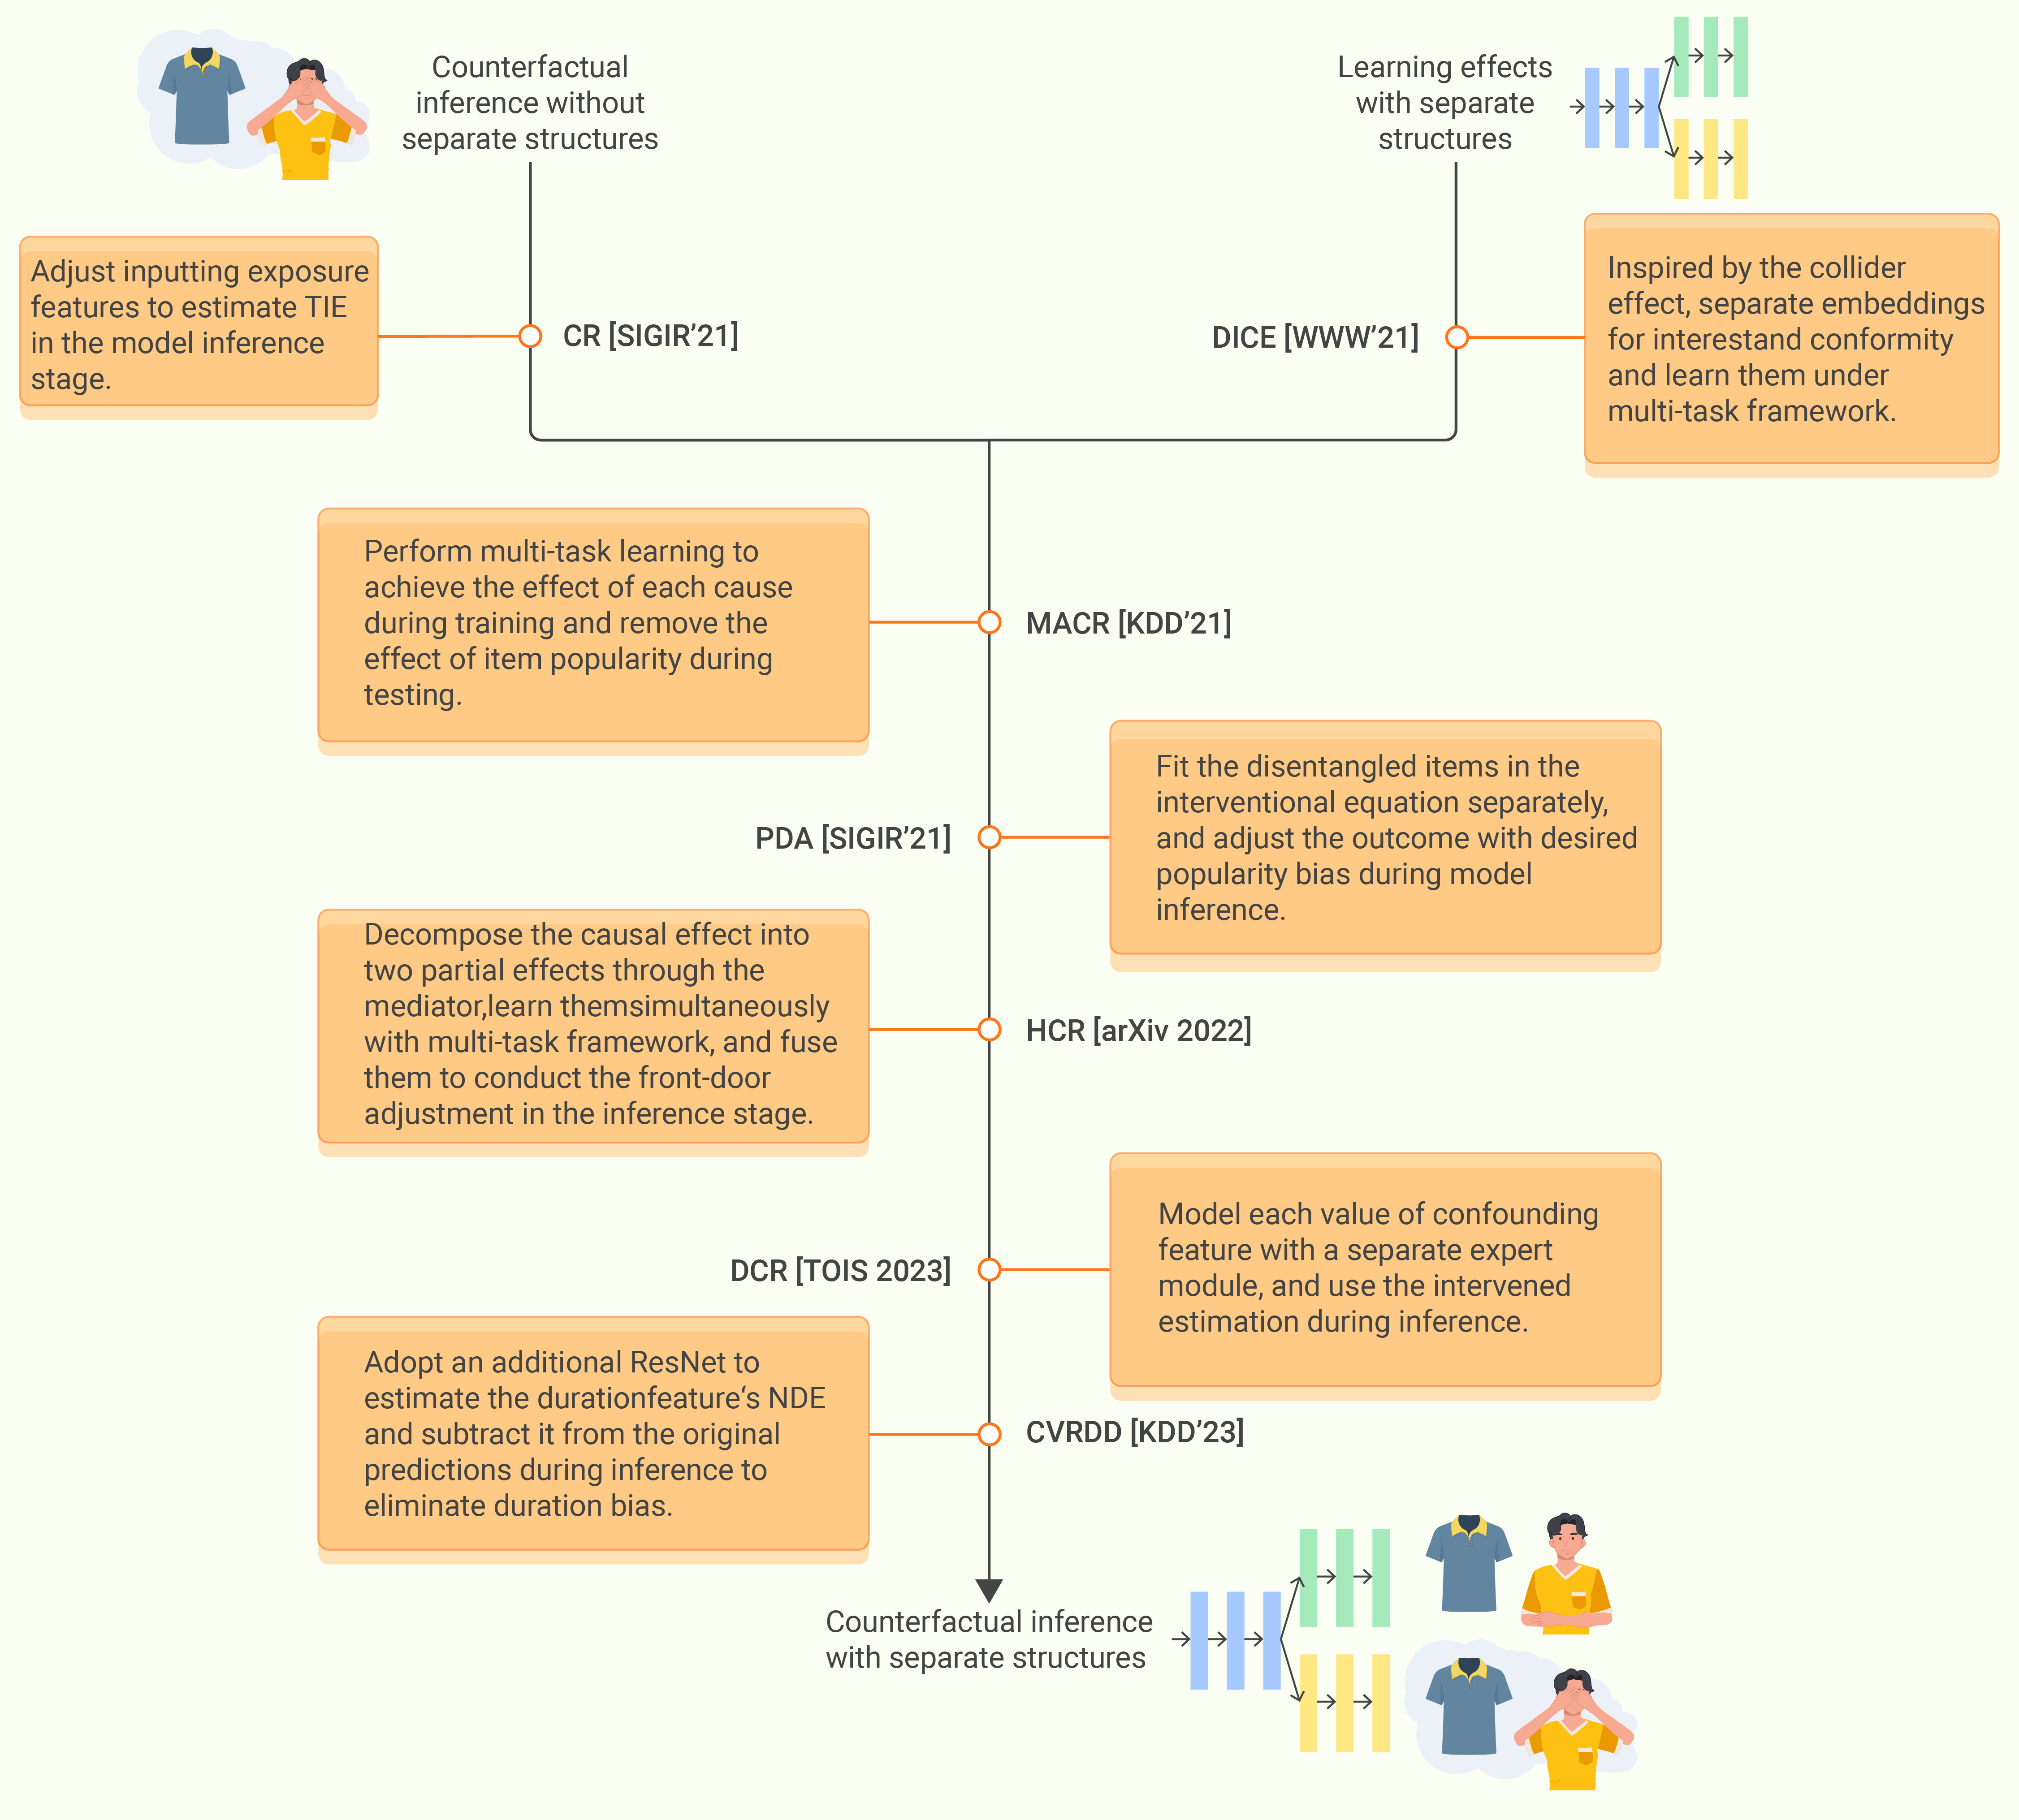 Counterfactual
inference without
separate structures
Learning effects
with separate
structures
Adjust inputting exposure
features to estimate TIE
in the model inference
stage.
CR [SIGIR’21]
DICE [WWW’21]
Inspired by the collider
effect, separate embeddings
for interestand conformity
and learn them under
multi-task framework.
Perform multi-task learning to
achieve the effect of each cause
during training and remove the
effect of item popularity during
testing.
MACR [KDD’21]
PDA [SIGIR’21]
Fit the disentangled items in the
interventional equation separately,
and adjust the outcome with desired
popularity bias during model
inference.
Decompose the causal effect into
two partial effects through the
mediator,learn themsimultaneously
with multi-task framework, and fuse
them to conduct the front-door
adjustment in the inference stage.
HCR [arXiv 2022]
DCR [TOIS 2023]
Model each value of confounding
feature with a separate expert
module, and use the intervened
estimation during inference.
Adopt an additional ResNet to
estimate the durationfeature‘s NDE
and subtract it from the original
predictions during inference to
eliminate duration bias.
CVRDD [KDD’23]
Counterfactual inference
with separate structures